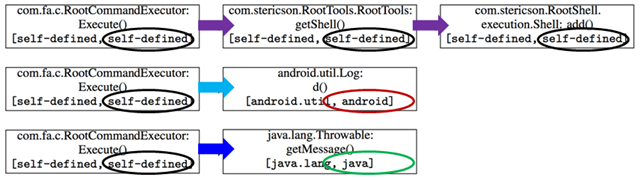 com.fa.c.RootCommandExecutor:
Execute()
[self-defined, self-defined]
com.stericson.RootTools.RootTools:
getShell()
[self-defined, self-defined]
com.stericson.RootShell.
execution.Shell: add()
[self-defined, self-defined]
com.fa.c.RootCommandExecutor:
Execute()
[self-defined, self-defined]
android.util.Log:
d()
[android.util, android]
com.fa.c.RootCommandExecutor:
Execute()
[self-defined, self-defined]
java.lang.Throwable:
getMessage()
[java.lang, java]